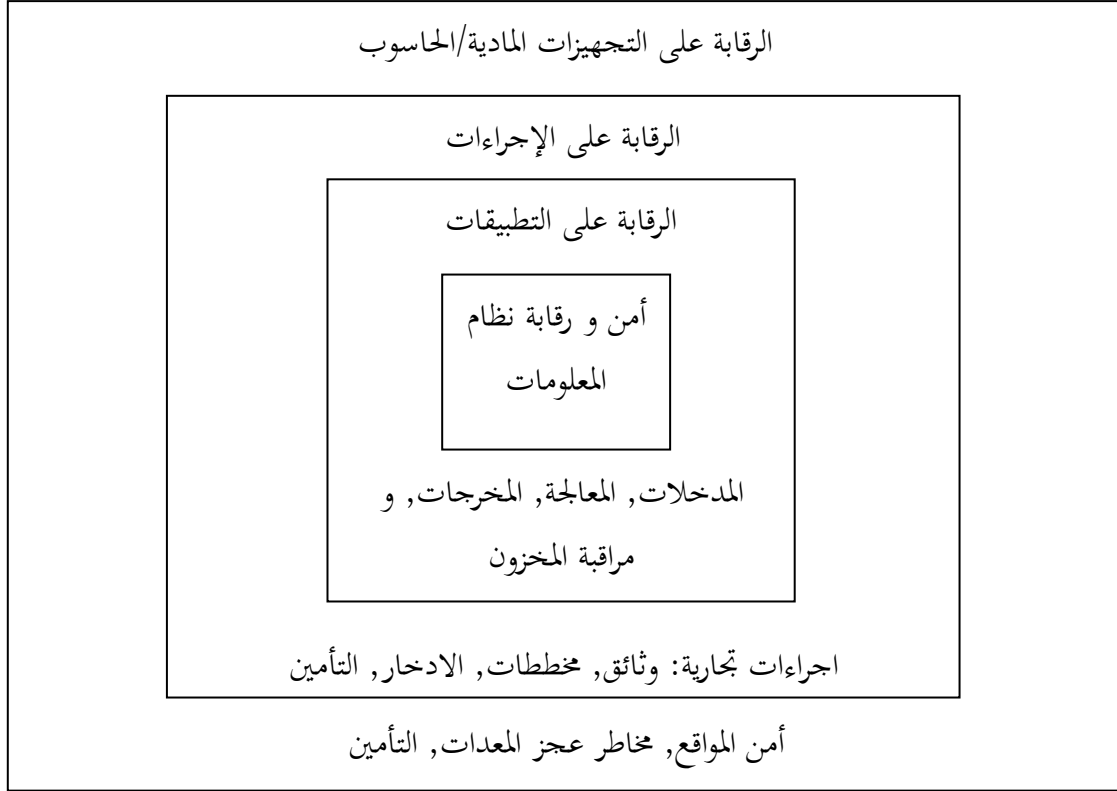 الرقابة على التجهيزات المادية/الحاسوب
الرقابة على الإجراءات
الرقابة على التطبيقات
أمن و رقابة نظام
المعلومات
المدخلات, المعالجة, المخرجات, و
مراقبة المخزون
اجراءات تجارية: وثائق, مخططات, الادخار, التأمين
أمن المواقع, مخاطر عجز المعدات, التأمين